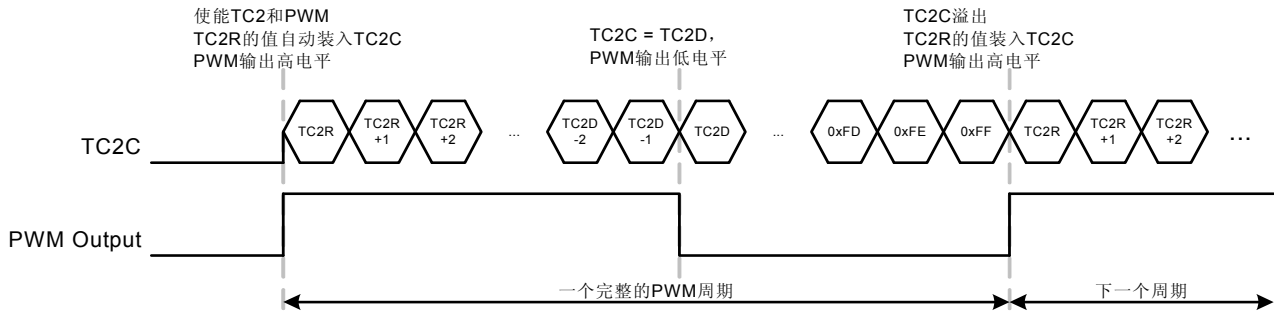 使能TC2和PWM
TC2R的值自动装入TC2C
PWM输出高电平
TC2C = TC2D，
PWM输出低电平
TC2C溢出
TC2R的值装入TC2C
PWM输出高电平
TC2C
TC2R
TC2R
+1
TC2R
+2
...
TC2D
-2
TC2D
-1
TC2D
...
0xFD
0xFE
0xFF
TC2R
TC2R
+1
TC2R
+2
...
PWM Output
一个完整的PWM周期
下一个周期